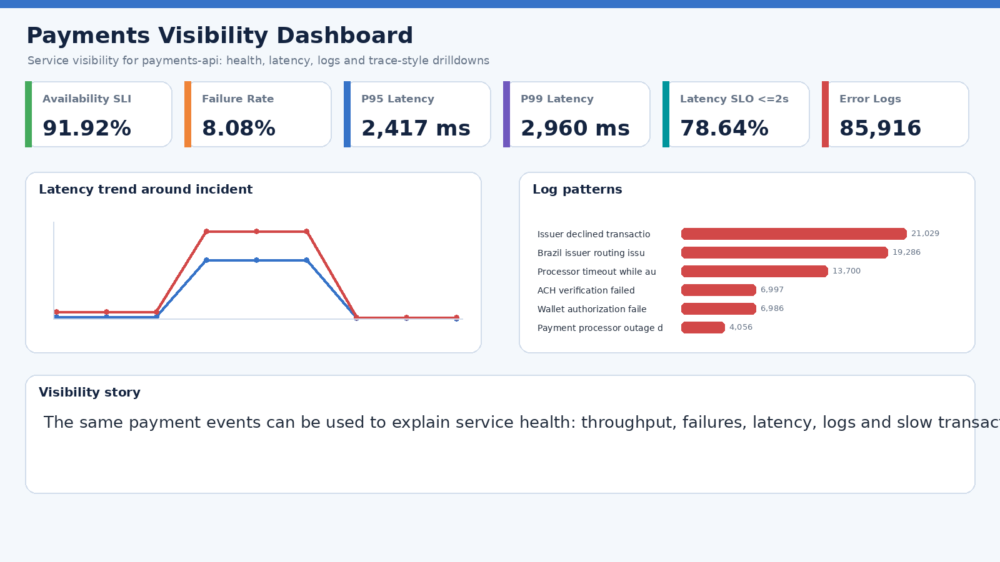 Payments Visibility Dashboard
Service visibility for payments-api: health, latency, logs and trace-style drilldowns
Availability SLI
91.92%
Failure Rate
8.08%
P95 Latency
2,417 ms
P99 Latency
2,960 ms
Latency SLO <=2s
78.64%
Error Logs
85,916
Latency trend around incident
Log patterns
Issuer declined transactio 21,029
Brazil issuer routing issu 19,286
Processor timeout while au 13,700
ACH verification failed 6,997
Wallet authorization faile 6,986
Payment processor outage d 4,056
Visibility story
The same payment events can be used to explain service health: throughput, failures, latency, logs and slow transact